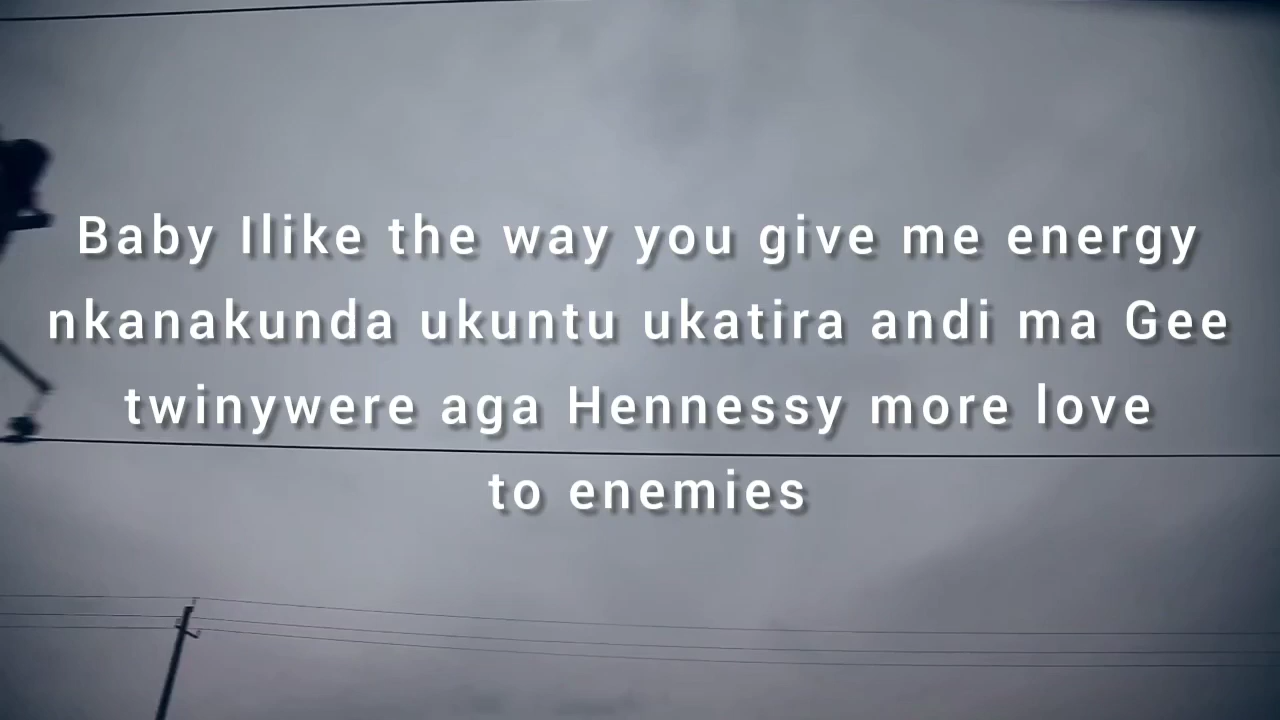 Baby Ilike the way you give me energy
nkanakunda ukuntu ukatira andi ma Gee
twinywere aga Hennessy more love
to enemies